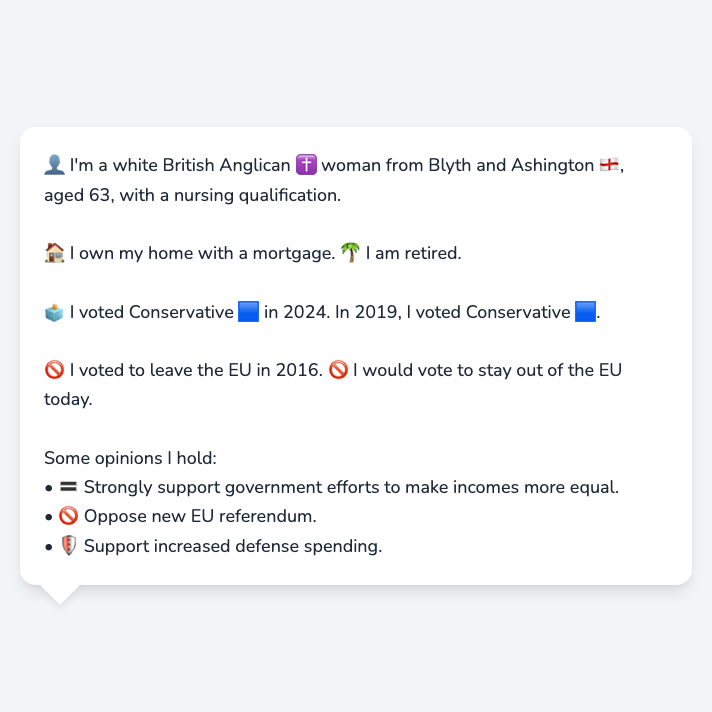 👤 I'm a white British Anglican ✝️ woman from Blyth and Ashington 🏴󠁧󠁢󠁥󠁮󠁧󠁿,
aged 63, with a nursing qualification.
🏠 I own my home with a mortgage. 🌴 I am retired.
🗳️ I voted Conservative 🟦 in 2024. In 2019, I voted Conservative 🟦.
🚫 I voted to leave the EU in 2016. 🚫 I would vote to stay out of the EU
today.
Some opinions I hold:
• 🟰 Strongly support government efforts to make incomes more equal.
• 🚫 Oppose new EU referendum.
• 🛡️ Support increased defense spending.